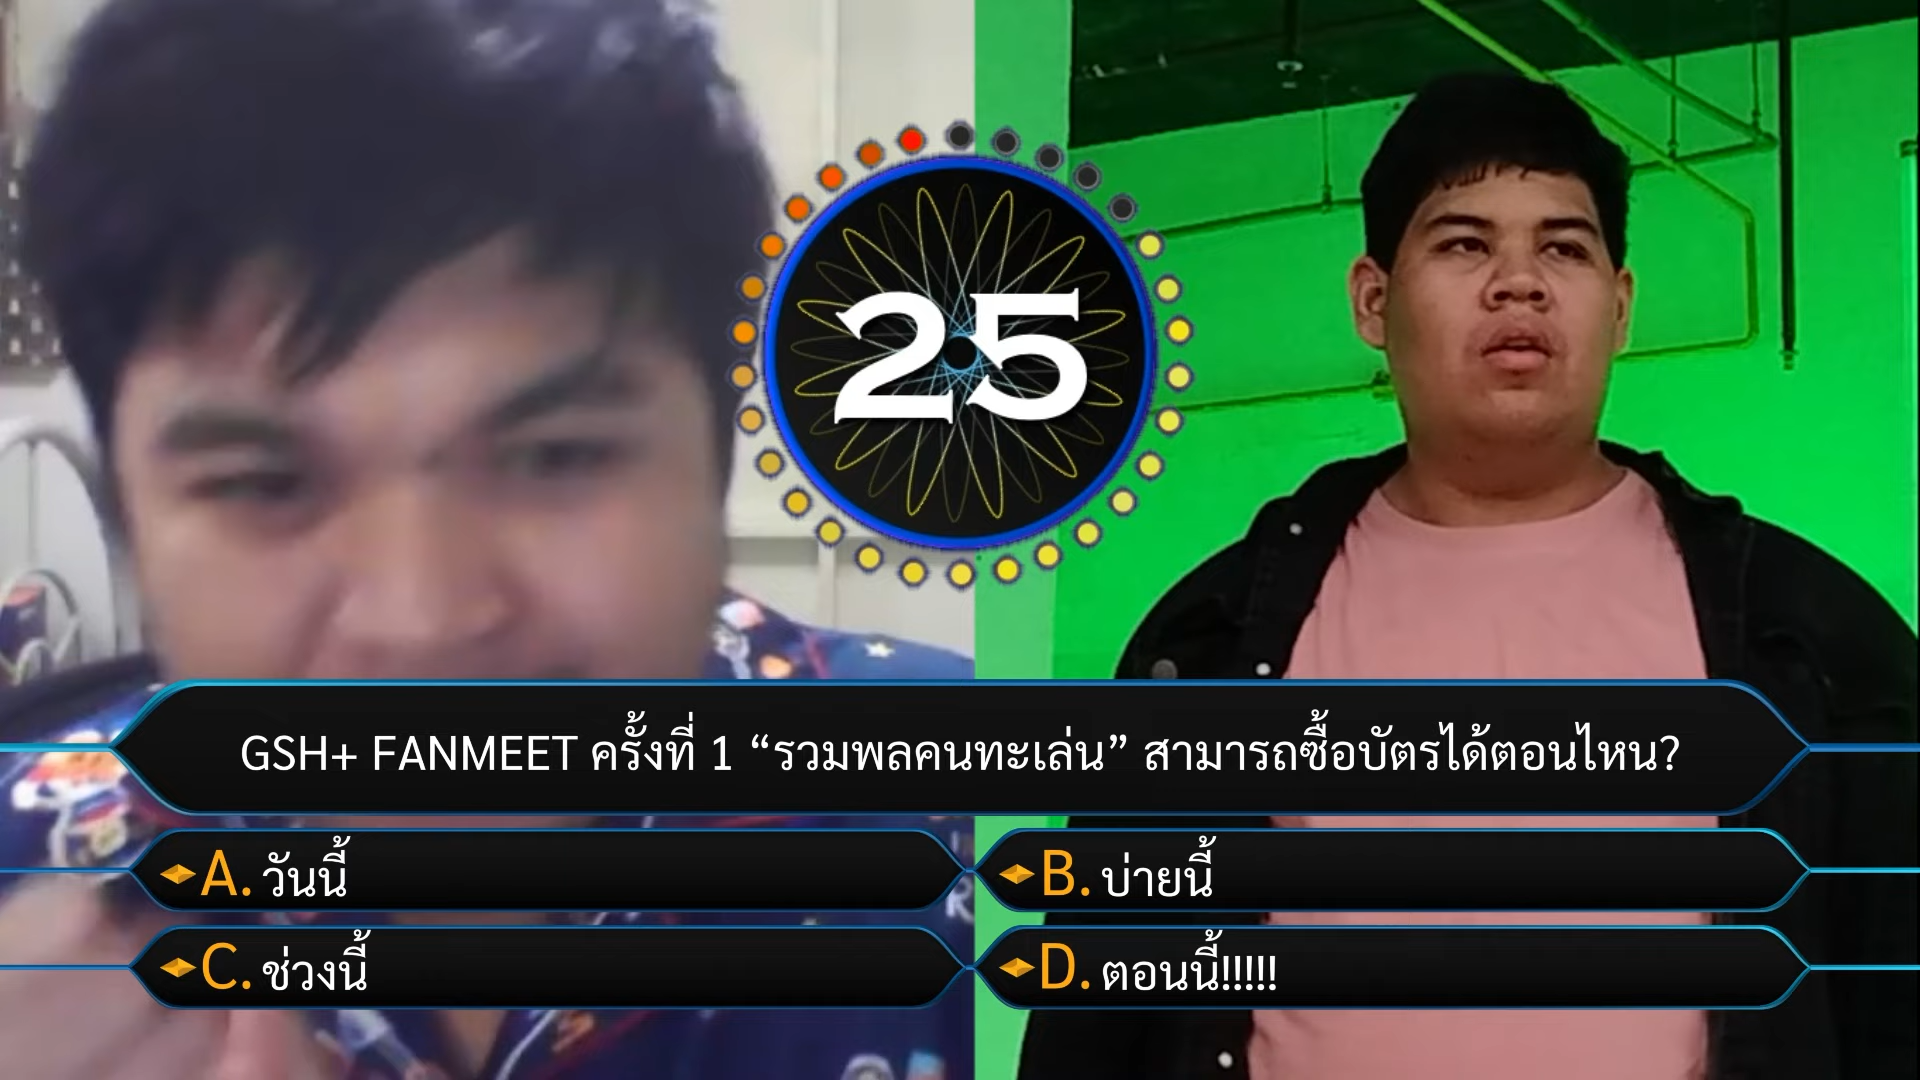 25
GSH+ FANMEET ครั้งที่ 1 “รวมพลคนทะเล่น” สามารถซื้อบัตรได้ตอนไหน?
A. วันนี้
B. บ่ายนี้
C. ช่วงนี้
D. ตอนนี้!!!!!